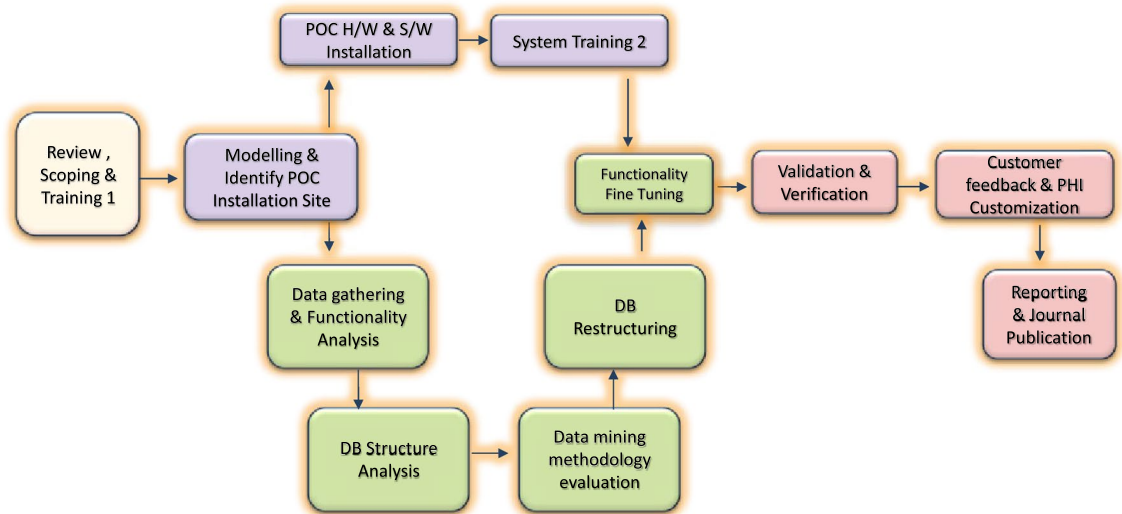 POC H/W & S/W
Installation
System Training 2
Review ,
Scoping &
Training 1
Modelling &
Identify POC
Installation Site
Functionality
Fine Tuning
Validation &
Verification
Customer
feedback & PHI
Customization
Data gathering
& Functionality
Analysis
DB
Restructuring
Reporting
& Journal
Publication
DB Structure
Analysis
Data mining
methodology
evaluation